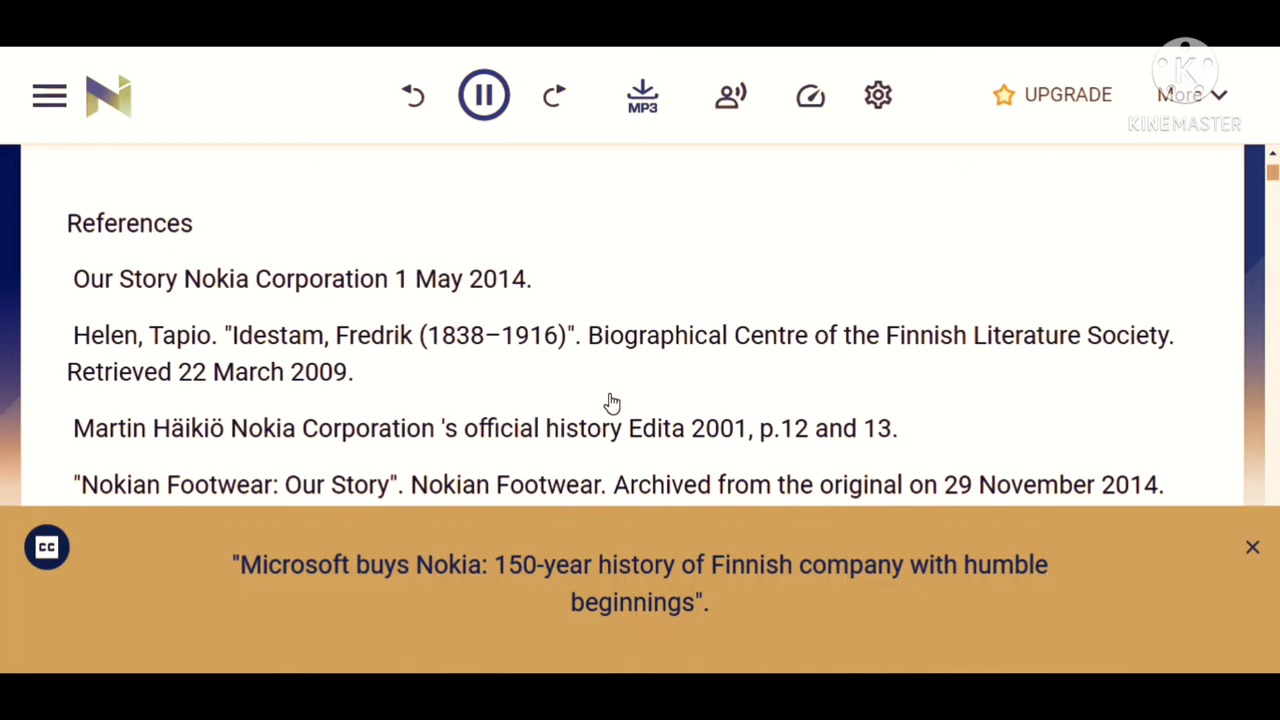 MP3
UPGRADE
More
K
KINEMASTER
References
Our Story Nokia Corporation 1 May 2014.
Helen, Tapio. "Idestam, Fredrik (1838–1916)". Biographical Centre of the Finnish Literature Society.
Retrieved 22 March 2009.
Martin Häikiö Nokia Corporation 's official history Edita 2001, p.12 and 13.
"Nokian Footwear: Our Story". Nokian Footwear. Archived from the original on 29 November 2014.
CC
"Microsoft buys Nokia: 150-year history of Finnish company with humble
beginnings".